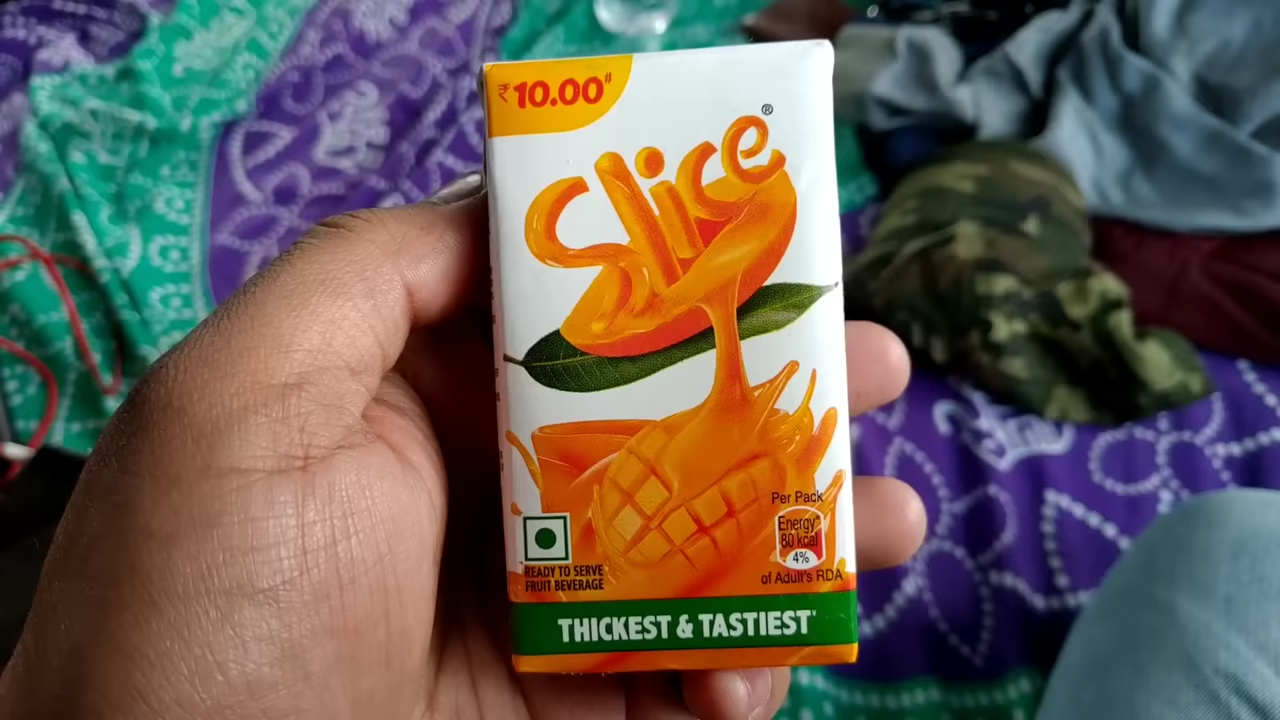 ₹10.00#
Slice®
Per Pack
Energy*
80 kcal
4%
of Adult's RDA
READY TO SERVE
FRUIT BEVERAGE
THICKEST & TASTIEST